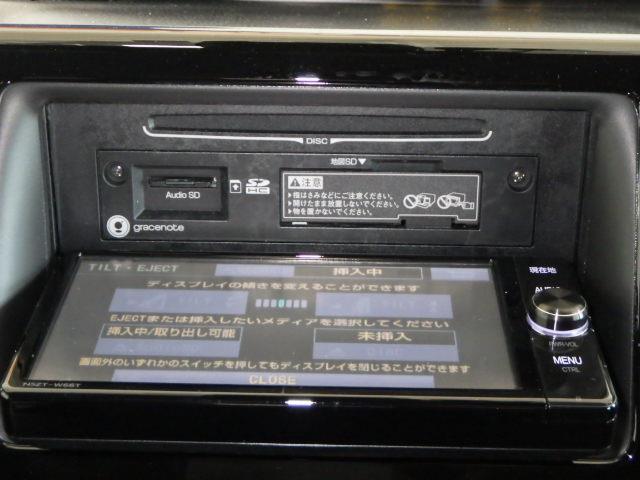 DISC
地図SD▼
Audio SD
SD HC
⚠注意
▶指はさみなどにご注意ください。
▶開けたまま放置しないでください。
▶物を置かないでください。
gracenote
TILT・EJECT
挿入中
ディスプレイの傾きを変えることができます
TILT
EJECTまたは挿入したいメディアを選択してください
挿入中/取り出し可能
未挿入
DISC
画面外のいずれかのスイッチを押してもディスプレイを閉じることができます
CLOSE
NSZT-W66T
現在地
AUDIO
PWR・VOL
MENU
CTRL